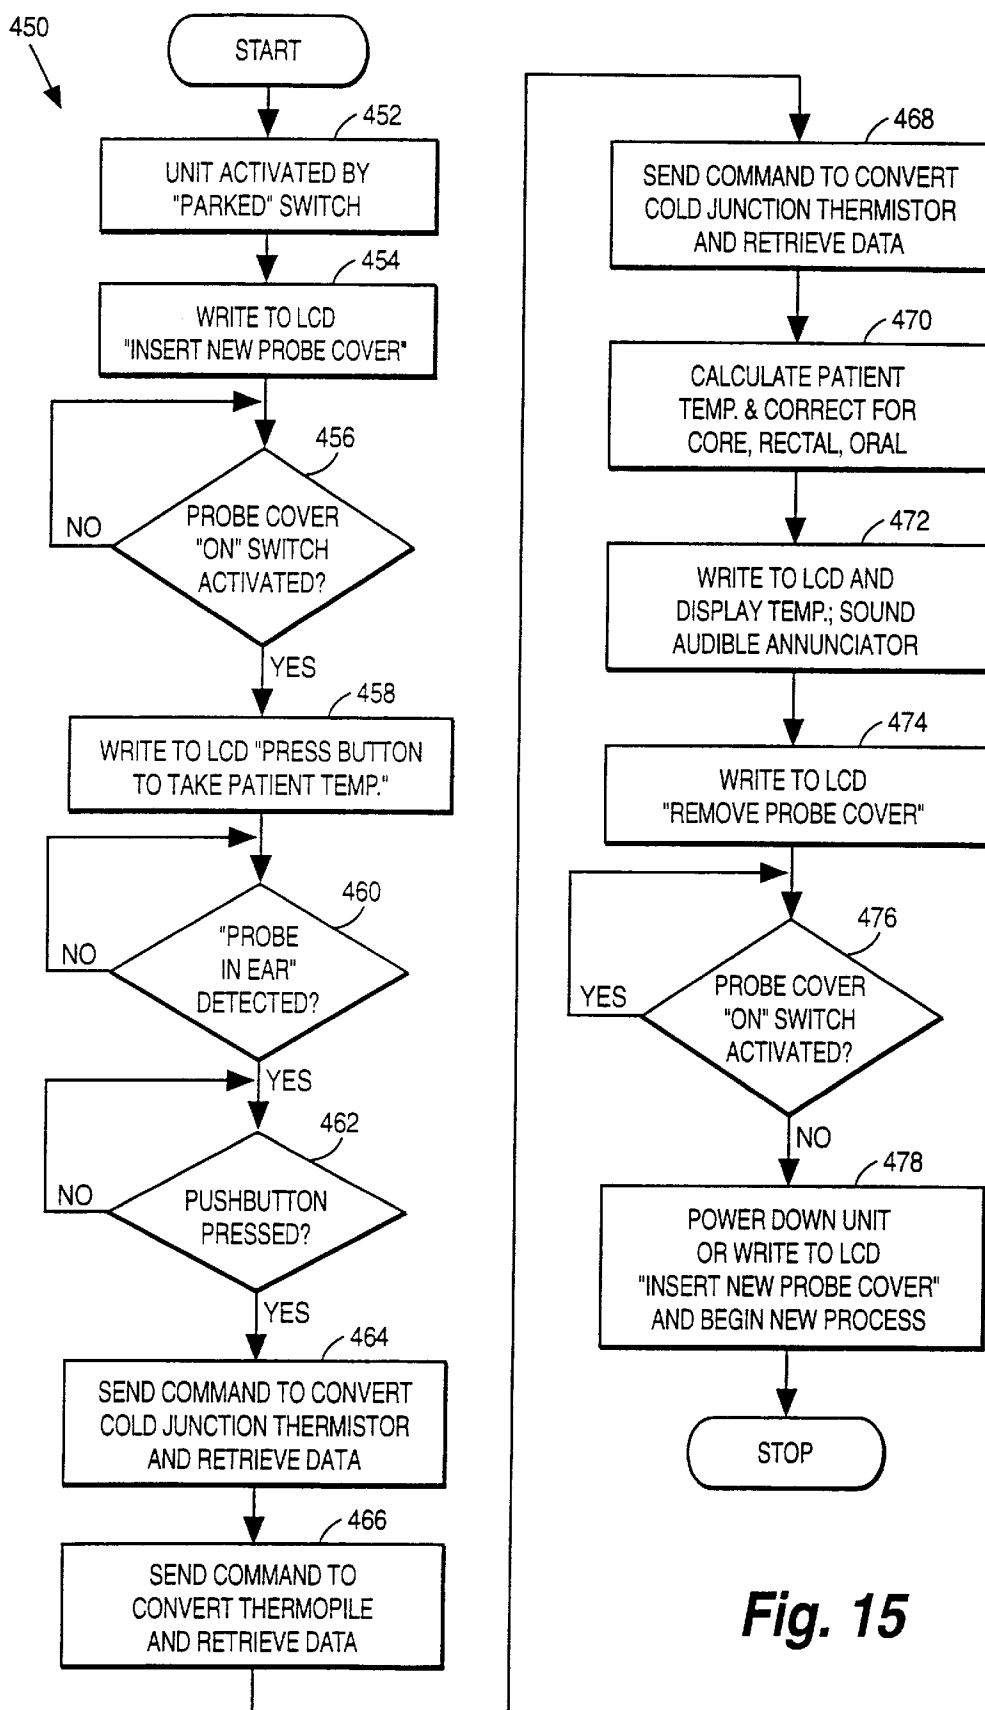 450
START
452
UNIT ACTIVATED BY
"PARKED" SWITCH
454
WRITE TO LCD
"INSERT NEW PROBE COVER"
456
PROBE COVER
"ON" SWITCH
ACTIVATED?
NO
YES
458
WRITE TO LCD "PRESS BUTTON
TO TAKE PATIENT TEMP."
460
"PROBE
IN EAR"
DETECTED?
NO
YES
462
PUSHBUTTON
PRESSED?
NO
YES
464
SEND COMMAND TO CONVERT
COLD JUNCTION THERMISTOR
AND RETRIEVE DATA
466
SEND COMMAND TO
CONVERT THERMOPILE
AND RETRIEVE DATA
468
SEND COMMAND TO CONVERT
COLD JUNCTION THERMISTOR
AND RETRIEVE DATA
470
CALCULATE PATIENT
TEMP. & CORRECT FOR
CORE, RECTAL, ORAL
472
WRITE TO LCD AND
DISPLAY TEMP.; SOUND
AUDIBLE ANNUNCIATOR
474
WRITE TO LCD
"REMOVE PROBE COVER"
476
PROBE COVER
"ON" SWITCH
ACTIVATED?
YES
NO
478
POWER DOWN UNIT
OR WRITE TO LCD
"INSERT NEW PROBE COVER"
AND BEGIN NEW PROCESS
STOP
Fig. 15